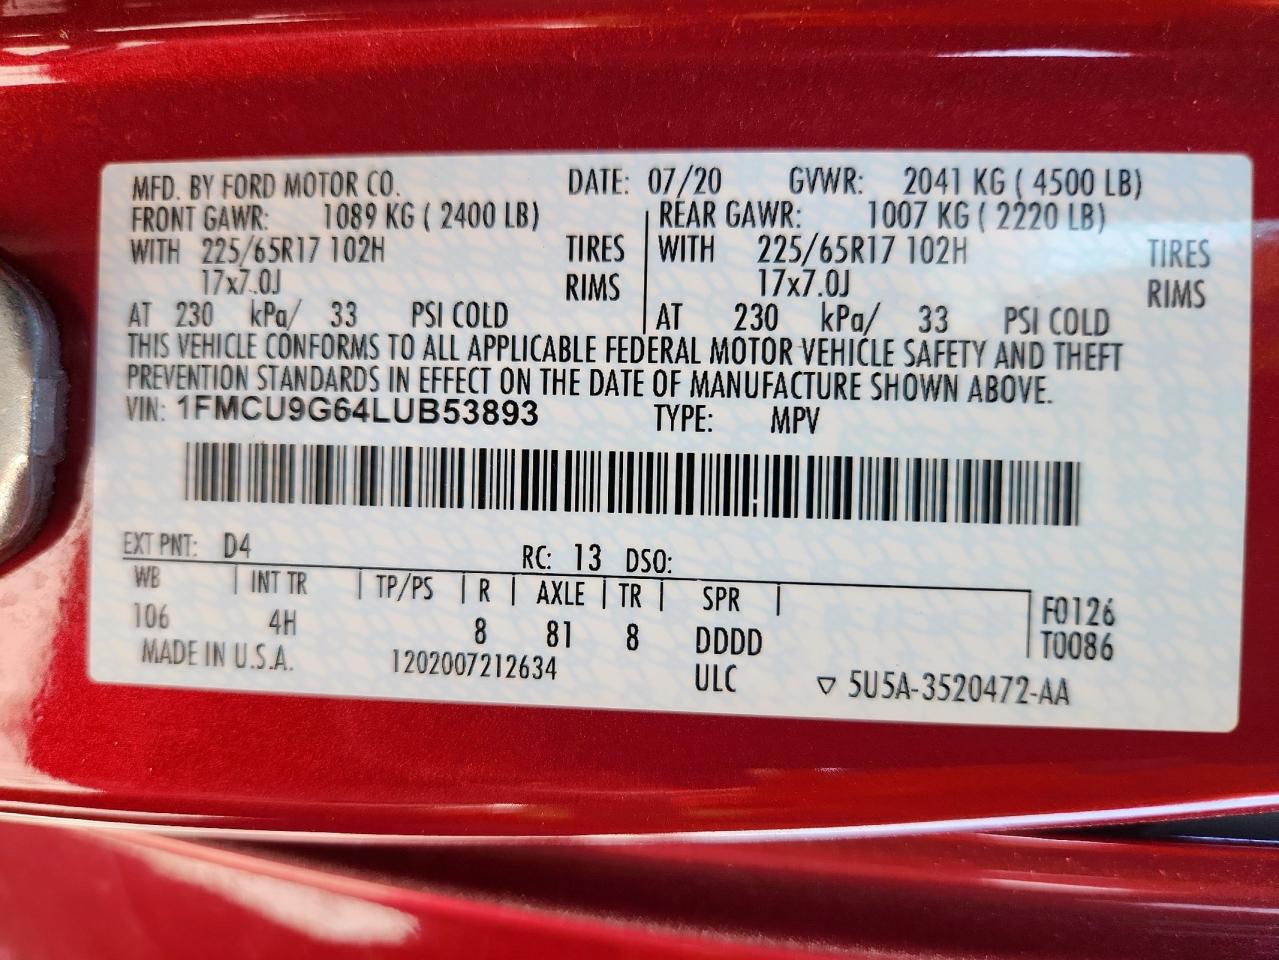 MFD. BY FORD MOTOR CO. DATE: 07/20 GVWR: 2041 KG ( 4500 LB)
FRONT GAWR: 1089 KG ( 2400 LB) REAR GAWR: 1007 KG ( 2220 LB)
WITH 225/65R17 102H TIRES WITH 225/65R17 102H TIRES
17x7.0J RIMS 17x7.0J RIMS
AT 230 kPa/ 33 PSI COLD AT 230 kPa/ 33 PSI COLD
THIS VEHICLE CONFORMS TO ALL APPLICABLE FEDERAL MOTOR VEHICLE SAFETY AND THEFT
PREVENTION STANDARDS IN EFFECT ON THE DATE OF MANUFACTURE SHOWN ABOVE.
VIN: 1FMCU9G64LUB53893 TYPE: MPV
EXT PNT: D4 RC: 13 DSO:
WB INT TR TP/PS R AXLE TR SPR F0126
106 4H 8 81 8 DDDD T0086
MADE IN U.S.A. 1202007212634 ULC ▽ 5U5A-3520472-AA